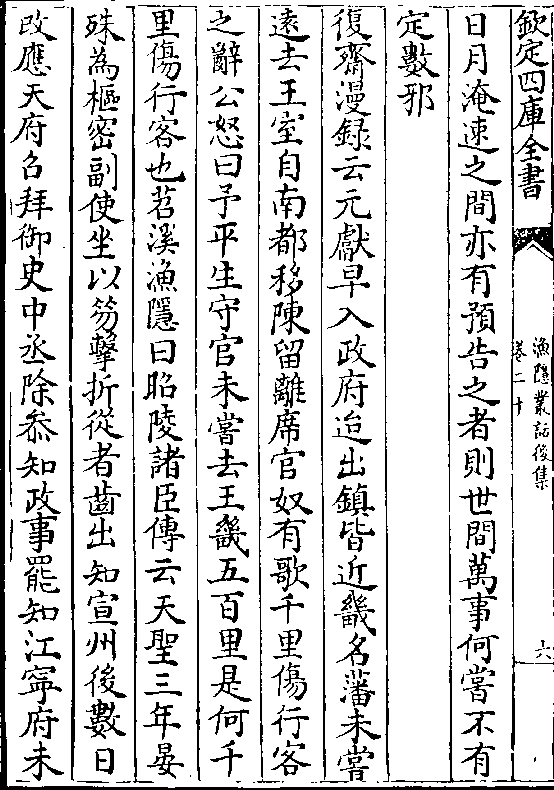 欽定四庫全書
漁隱叢話後集
卷二十
六
日月淹速之間亦有預告之者則世間萬事何嘗不有
定數邪
復齋漫録云元獻早入政府迨出鎮皆近畿名藩未嘗
逺去王室自南都移陳留離席官奴有歌千里傷行客
之辭公怒曰予平生守官未嘗去王畿五百里是何千
里傷行客也苕溪漁隱曰昭陵諸臣傳云天聖三年晏
殊為樞密副使坐以笏擊折從者齒出知宣州後數日
改應天府召拜御史中丞除叅知政事罷知江寧府未